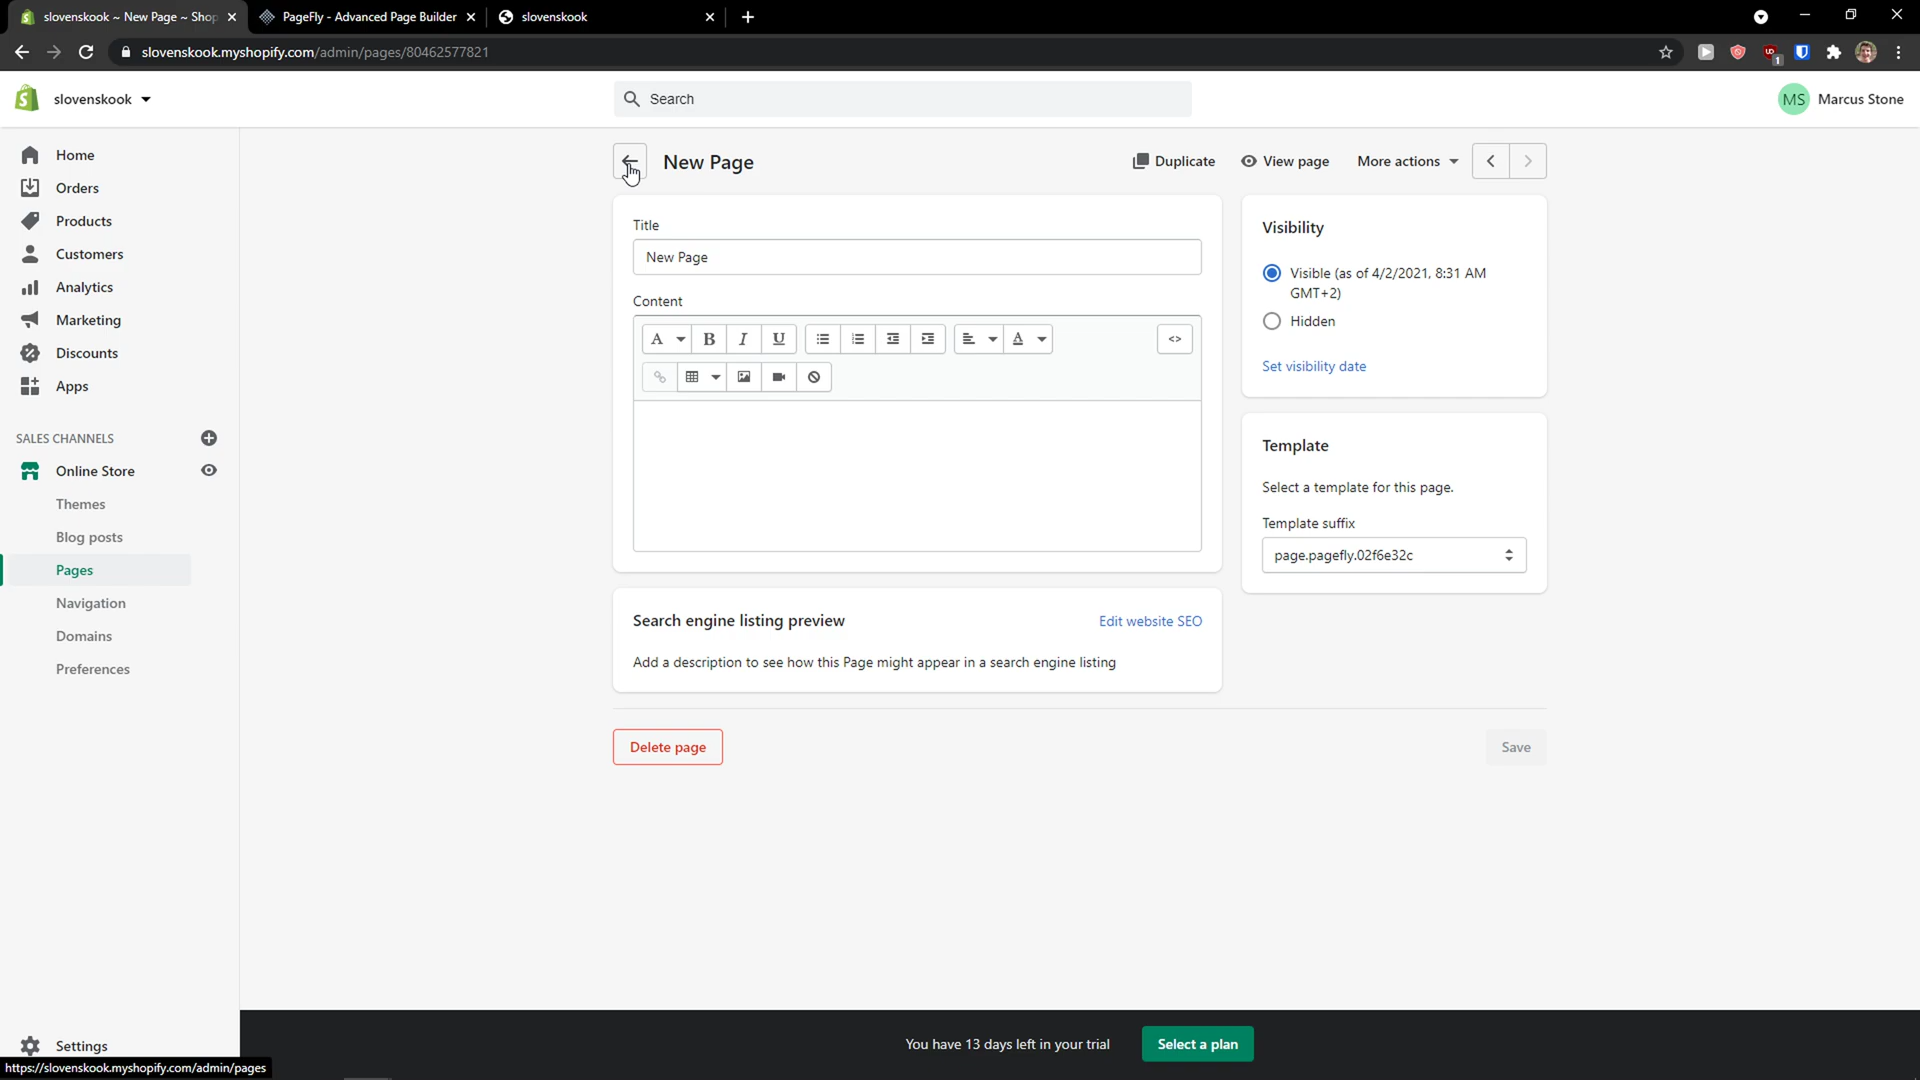 slovenskook ~ New Page ~ Shop
PageFly - Advanced Page Builder
slovenskook
slovenskook.myshopify.com/admin/pages/80462577821
slovenskook
Search
MS Marcus Stone
Home
Orders
Products
Customers
Analytics
Marketing
Discounts
Apps
SALES CHANNELS
Online Store
Themes
Blog posts
Pages
Navigation
Domains
Preferences
Settings
https://slovenskook.myshopify.com/admin/pages
New Page
Duplicate
View page
More actions
Title
New Page
Content
A B I U A <>
Search engine listing preview
Edit website SEO
Add a description to see how this Page might appear in a search engine listing
Visibility
Visible (as of 4/2/2021, 8:31 AM
GMT+2)
Hidden
Set visibility date
Template
Select a template for this page.
Template suffix
page.pagefly.02f6e32c
Delete page
Save
You have 13 days left in your trial
Select a plan